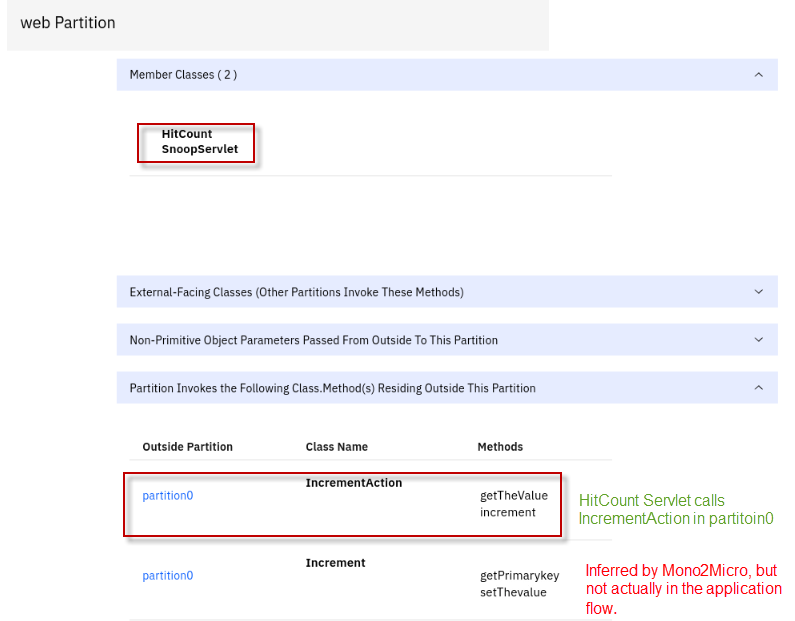 web Partition
Member Classes ( 2 )
HitCount
SnoopServlet
External-Facing Classes (Other Partitions Invoke These Methods)
Non-Primitive Object Parameters Passed From Outside To This Partition
Partition Invokes the Following Class.Method(s) Residing Outside This Partition
Outside Partition Class Name Methods
IncrementAction
partition0 getTheValue
increment
HitCount Servlet calls
IncrementAction in partitoin0
Increment
partition0 getPrimarykey
setThevalue
Inferred by Mono2Micro, but
not actually in the application
flow.